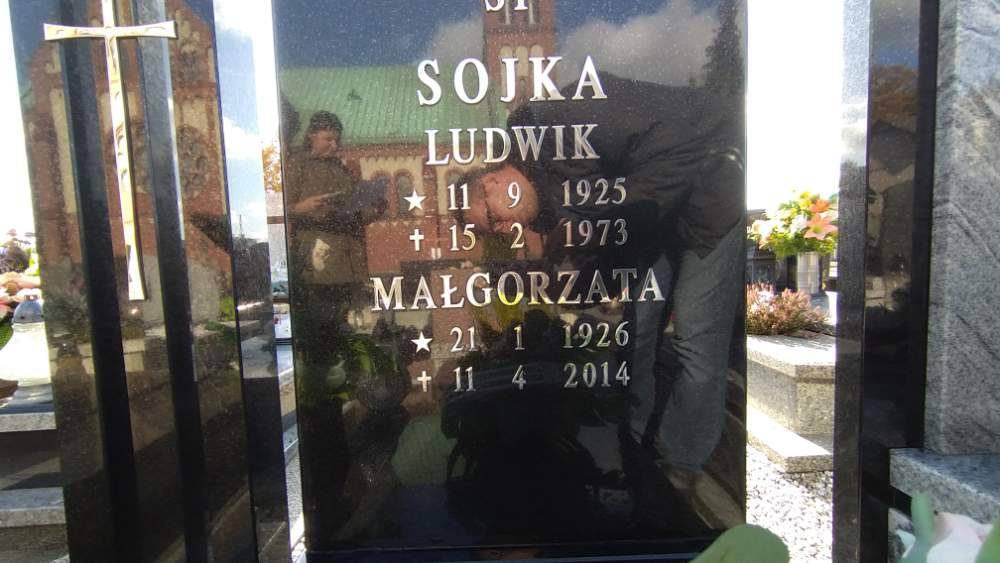 SOJKA
LUDWIK
★ 11 9 1925
✝ 15 2 1973
MAŁGORZATA
★ 21 1 1926
✝ 11 4 2014